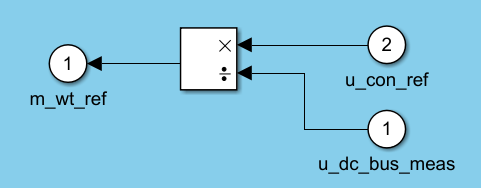 2
×
1
÷
m_wt_ref
u_con_ref
1
u_dc_bus_meas